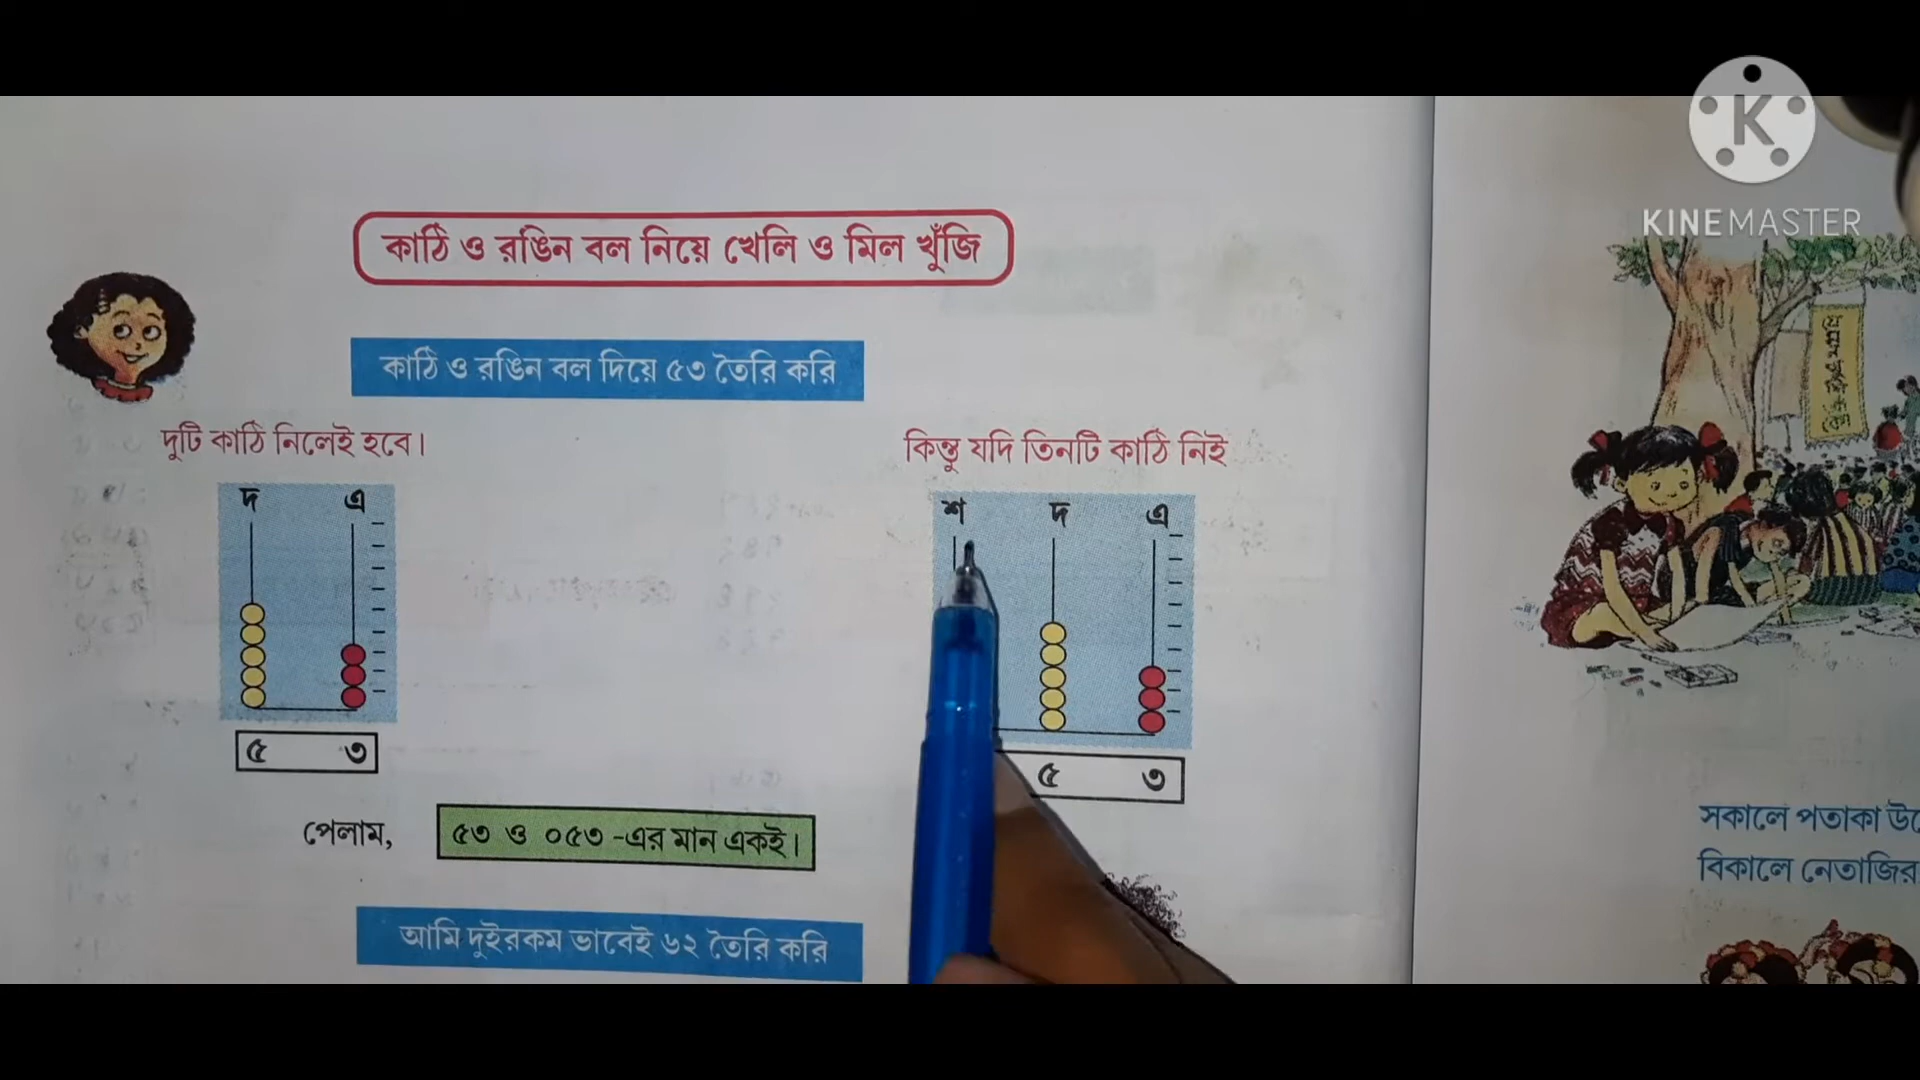 KINEMASTER
কাঠি ও রঙিন বল নিয়ে খেলি ও মিল খুঁজি
কাঠি ও রঙিন বল দিয়ে ৫৩ তৈরি করি
দুটি কাঠি নিলেই হবে।
কিন্তু যদি তিনটি কাঠি নিই
দ এ
শ দ এ
৫ ৩
৫ ৩
পেলাম, ৫৩ ও ০৫৩ -এর মান একই।
আমি দুইরকম ভাবেই ৬২ তৈরি করি
সকালে পতাকা
বিকালে নেতাজির